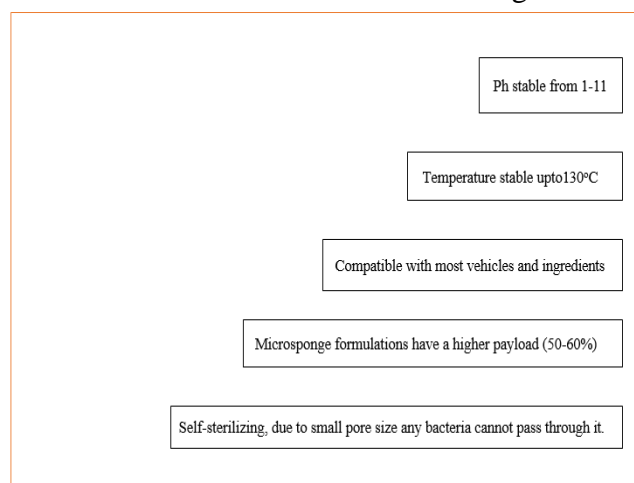 Ph stable from 1-11
Temperature stable upto130°C
Compatible with most vehicles and ingredients
Microsponge formulations have a higher payload (50-60%)
Self-sterilizing, due to small pore size any bacteria cannot pass through it.